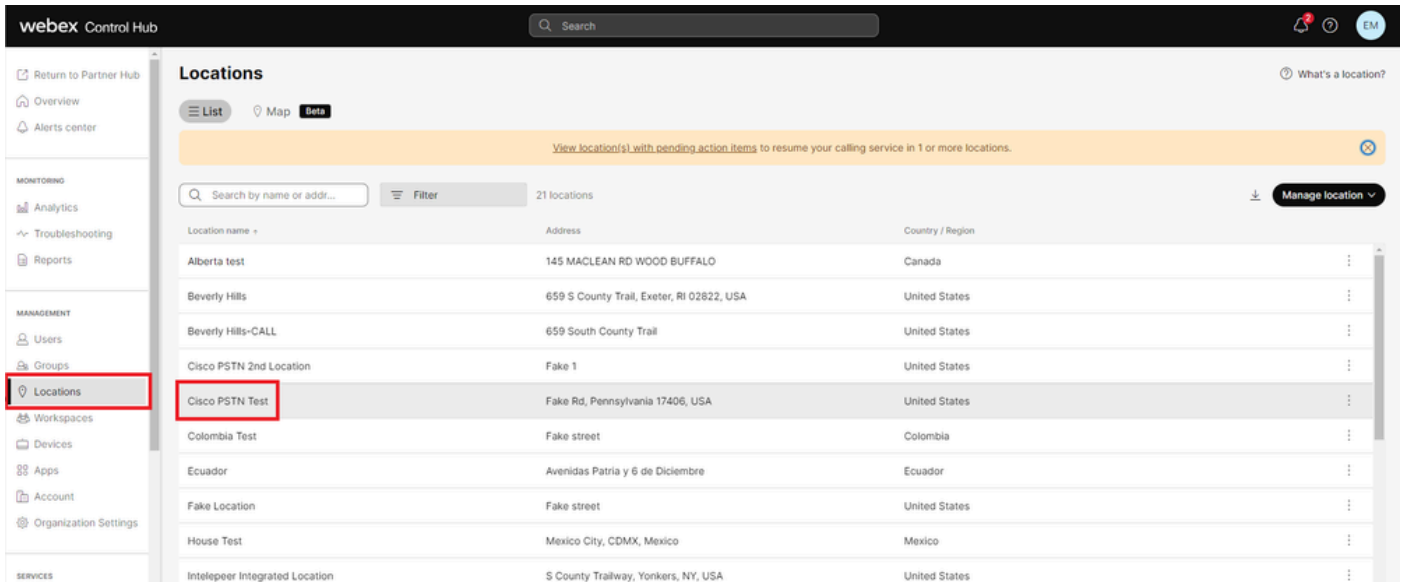 webex Control Hub
Search
2
EM
Return to Partner Hub
Overview
Alerts center
MONITORING
Analytics
Troubleshooting
Reports
MANAGEMENT
Users
Groups
Locations
Workspaces
Devices
Apps
Account
Organization Settings
SERVICES
Locations
What's a location?
List
Map Beta
View location(s) with pending action items to resume your calling service in 1 or more locations.
Search by name or addr...
Filter
21 locations
Manage location
Location name Address Country / Region
Alberta test 145 MACLEAN RD WOOD BUFFALO Canada
Beverly Hills 659 S County Trail, Exeter, RI 02822, USA United States
Beverly Hills-CALL 659 South County Trail United States
Cisco PSTN 2nd Location Fake 1 United States
Cisco PSTN Test Fake Rd, Pennsylvania 17406, USA United States
Colombia Test Fake street Colombia
Ecuador Avenidas Patria y 6 de Diciembre Ecuador
Fake Location Fake street United States
House Test Mexico City, CDMX, Mexico Mexico
Intelepeer Integrated Location S County Trailway, Yonkers, NY, USA United States